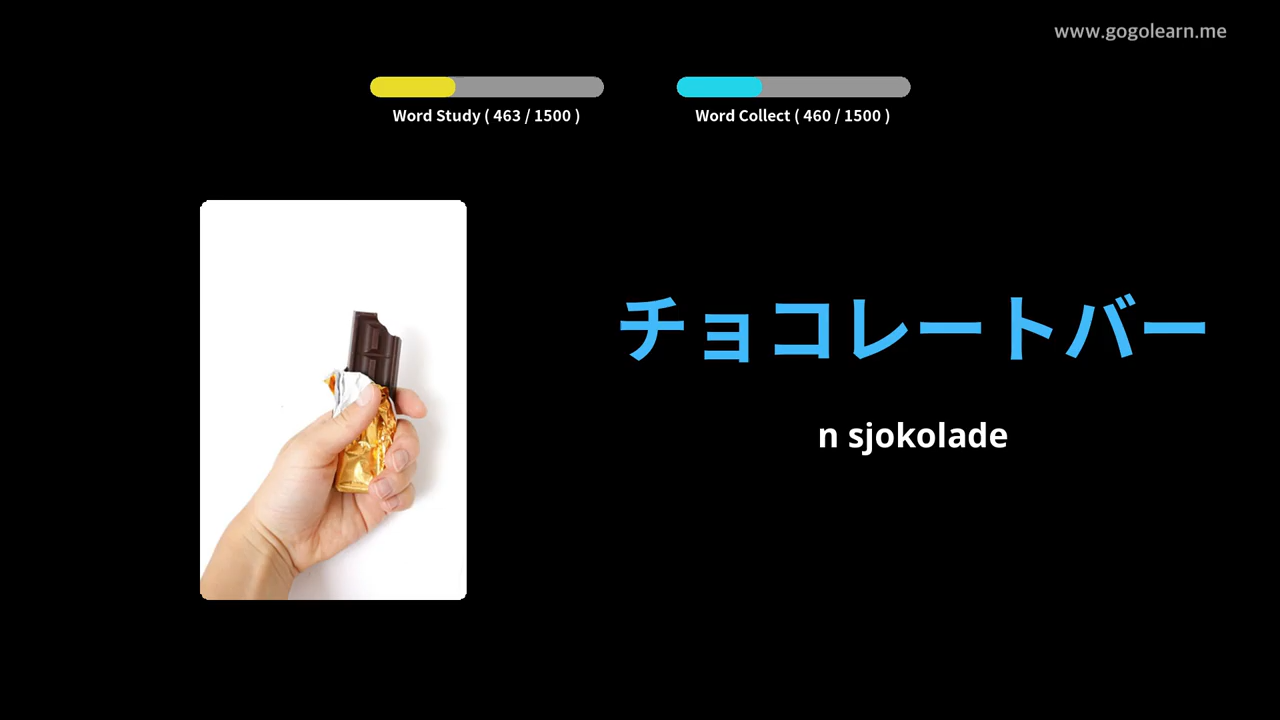 www.gogolearn.me
Word Study ( 463 / 1500 )
Word Collect ( 460 / 1500 )
チョコレートバー
n sjokolade